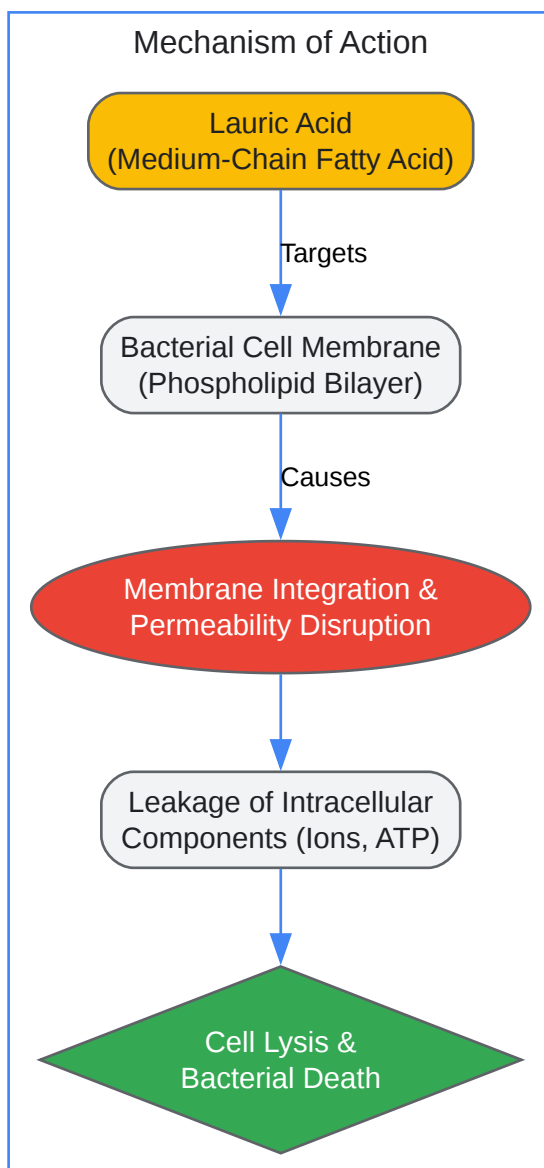 Mechanism of Action
Lauric Acid
(Medium-Chain Fatty Acid)
Targets
Bacterial Cell Membrane
(Phospholipid Bilayer)
Causes
Membrane Integration &
Permeability Disruption
Leakage of Intracellular
Components (Ions, ATP)
Cell Lysis &
Bacterial Death